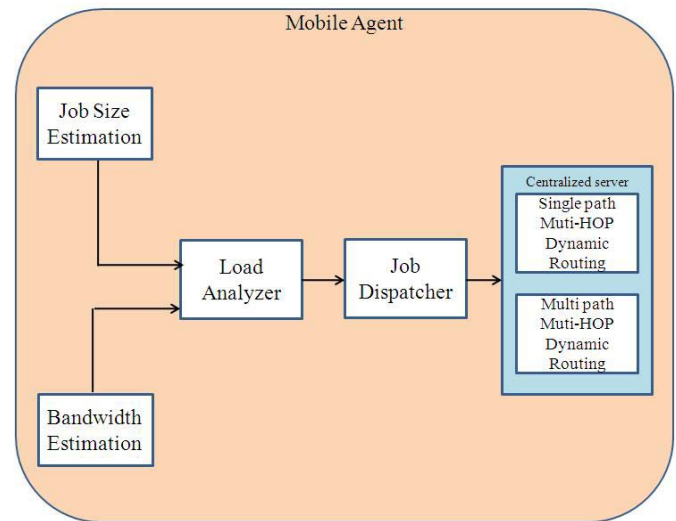 Mobile Agent
Job Size
Estimation
Load
Analyzer
Job
Dispatcher
Centralized server
Single path
Muti-HOP
Dynamic
Routing
Multi path
Muti-HOP
Dynamic
Routing
Bandwidth
Estimation